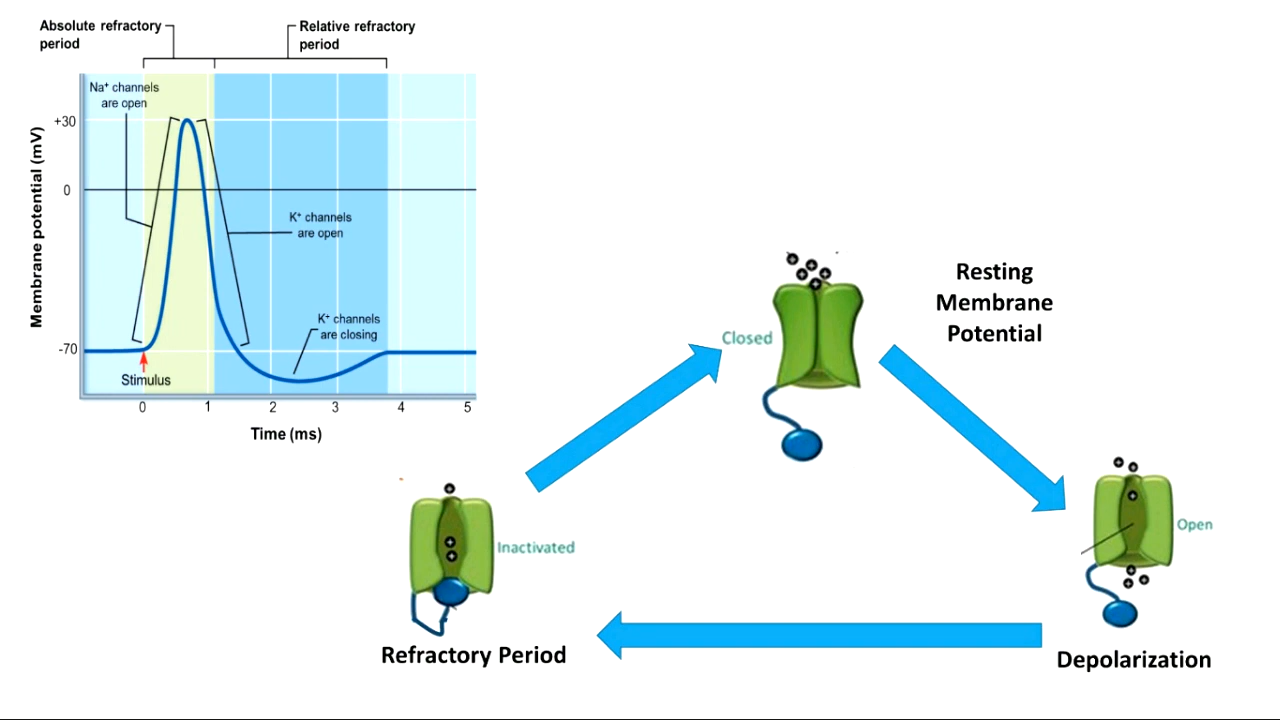 Absolute refractory
period
Relative refractory
period
Na⁺ channels
are open
+30
0
-70
Membrane potential (mV)
K⁺ channels
are open
K⁺ channels
are closing
Stimulus
0 1 2 3 4 5
Time (ms)
Closed
Resting
Membrane
Potential
Open
Depolarization
Inactivated
Refractory Period